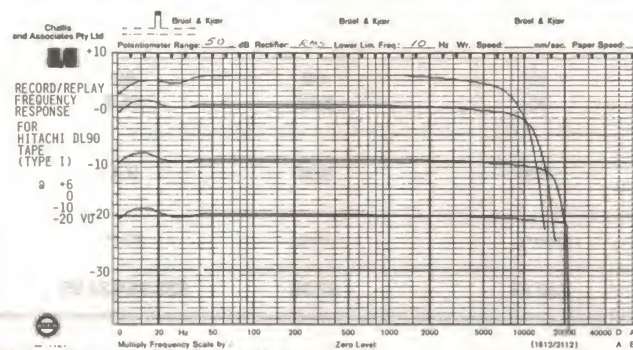 Challis
and Associates Pty Ltd
Brüel & Kjær Brüel & Kjær Brüel & Kjær
Potentiometer Range: 50 dB Rectifier: RMS Lower Lim. Freq.: 10 Hz Wr. Speed: mm/sec. Paper Speed:
+10
RECORD/REPLAY
FREQUENCY
RESPONSE
FOR
HITACHI DL90
TAPE
(TYPE I)
@ +6
0
-10
-20 VU
-0
-10
-20
-30
0 20 Hz 50 100 200 500 1000 2000 5000 10000 20000 40000 D A
Multiply Frequency Scale by Zero Level: (1612/2112) A B